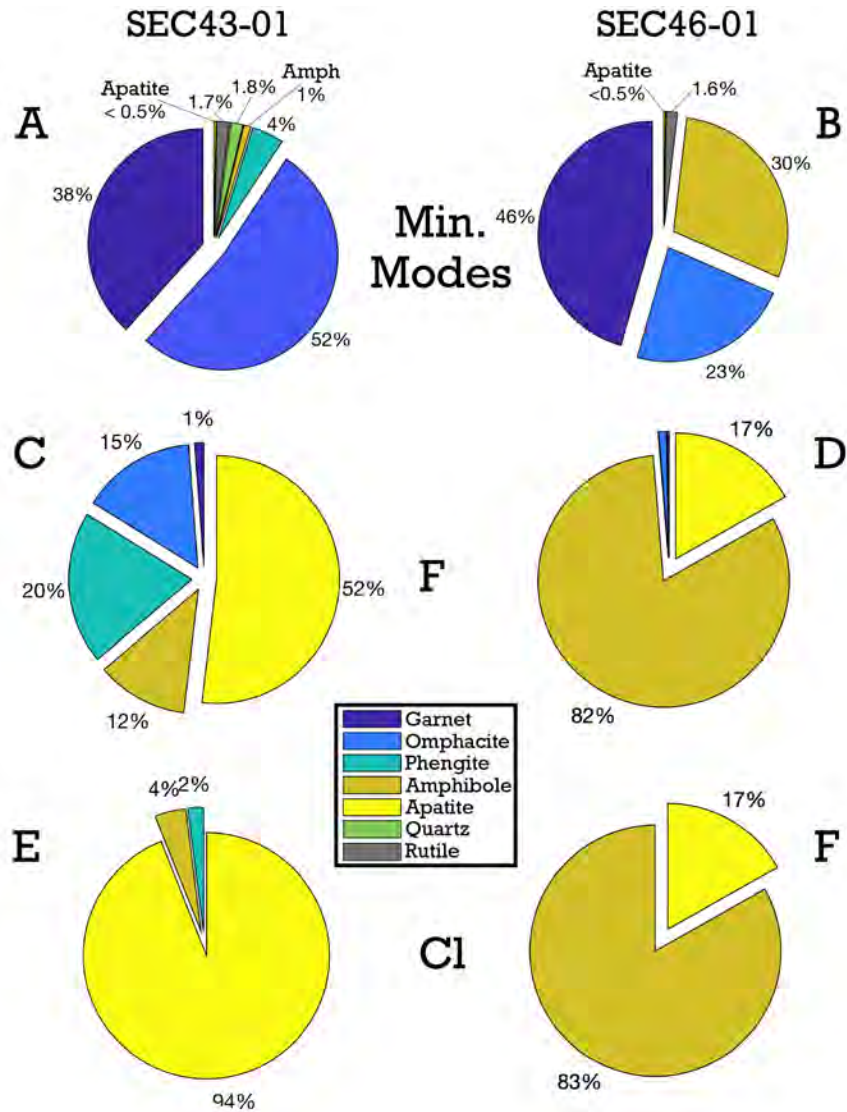 SEC43-01
SEC46-01
A
Apatite
< 0.5%
1.7%
1.8%
Amph
1%
4%
38%
52%
B
Apatite
<0.5%
1.6%
30%
46%
23%
Min.
Modes
C
15%
1%
20%
52%
12%
F
D
17%
82%
Garnet
Omphacite
Phengite
Amphibole
Apatite
Quartz
Rutile
E
4%
2%
94%
Cl
F
17%
83%